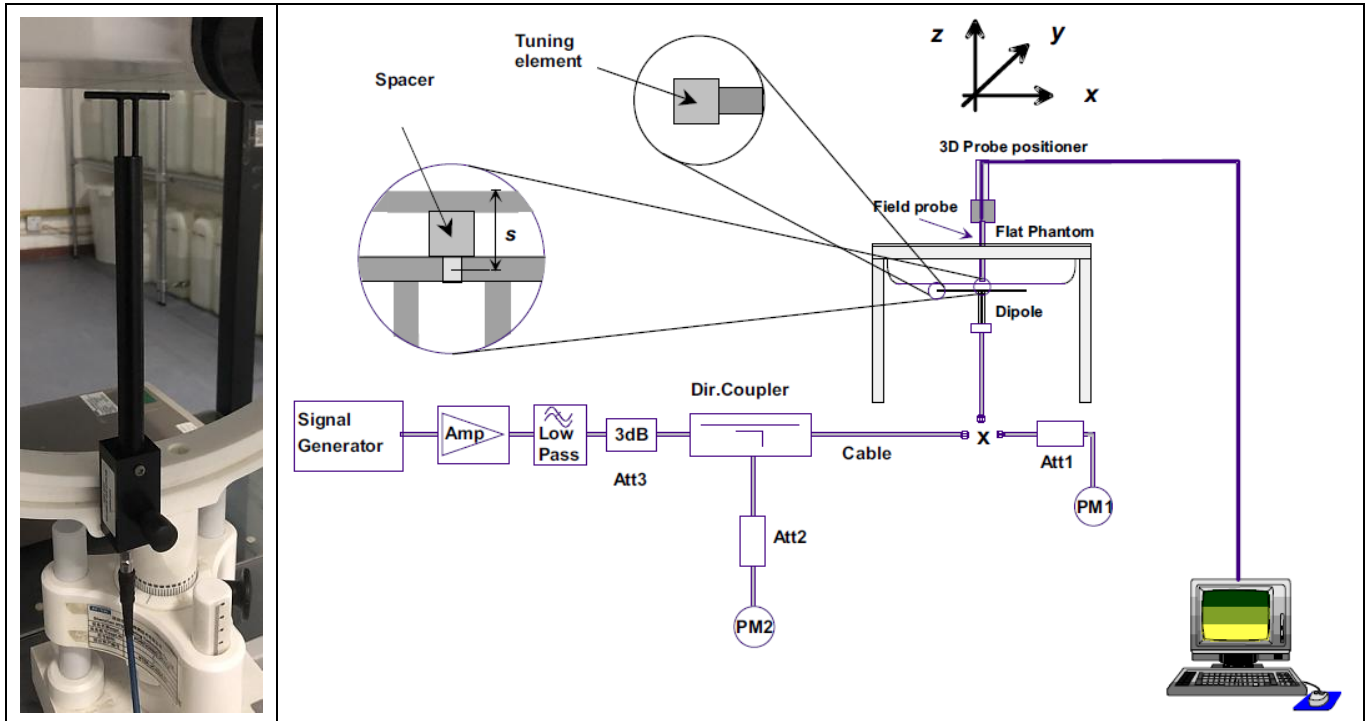 Tuning
element
Spacer
s
z
y
x
3D Probe positioner
Field probe
Flat Phantom
Dipole
Dir.Coupler
Signal
Generator
Amp
Low
Pass
3dB
Att3
Cable
X
Att1
PM1
Att2
PM2